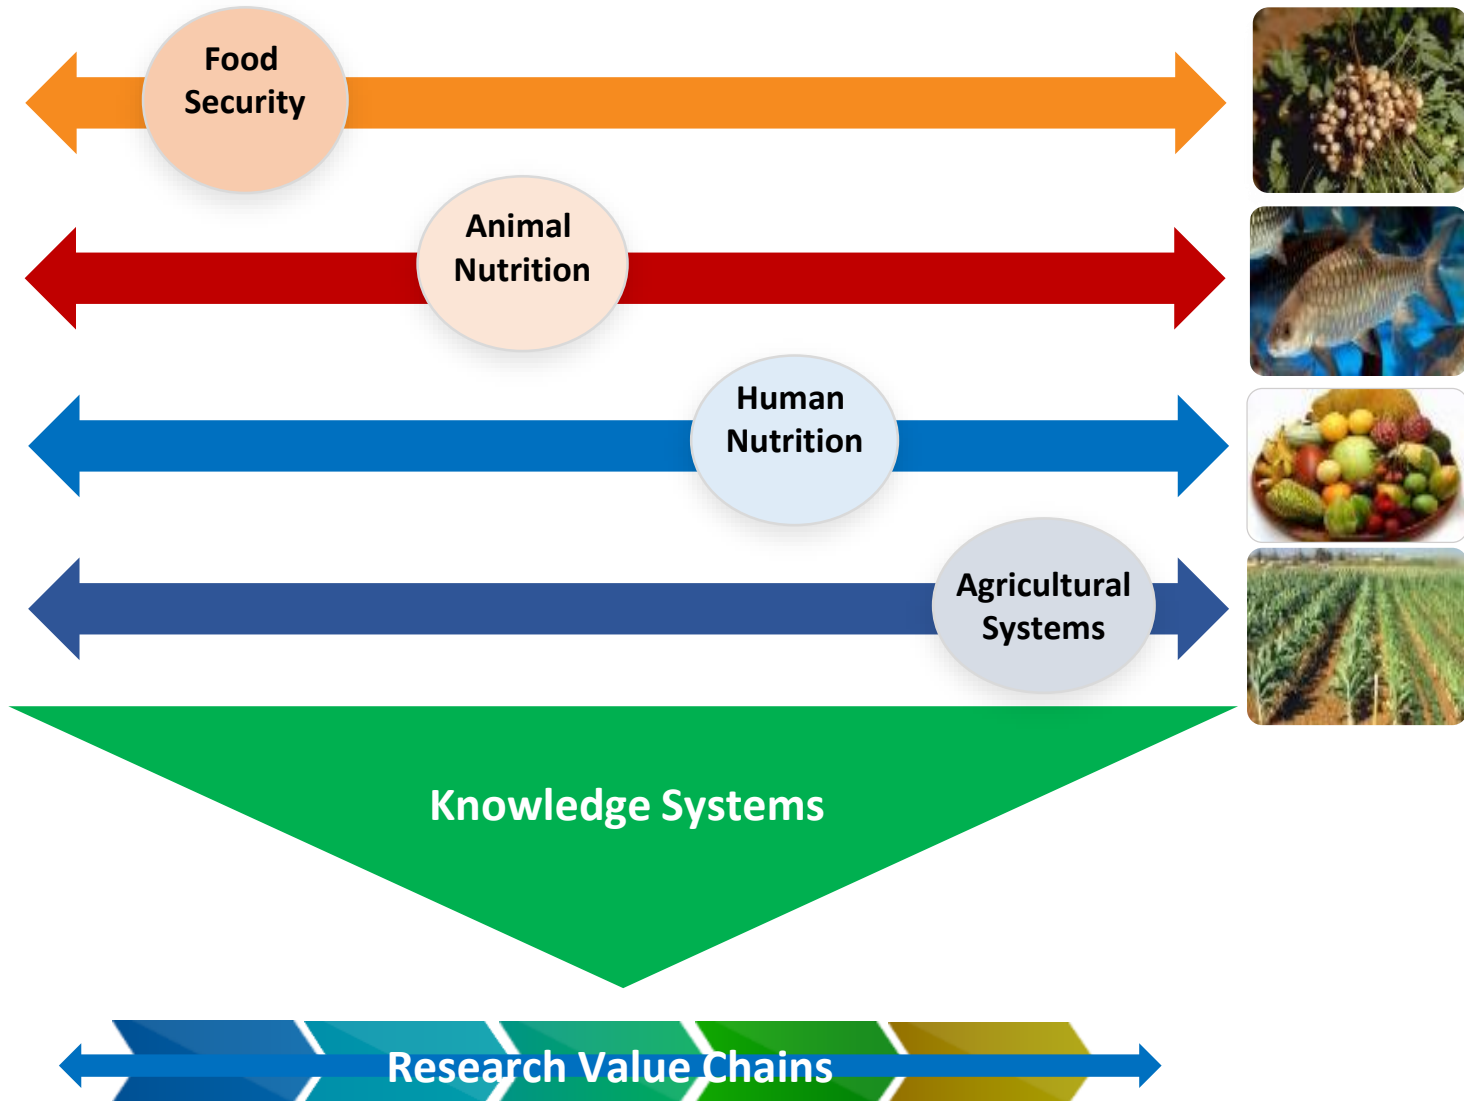 Food
Security
Animal
Nutrition
Human
Nutrition
Agricultural
Systems
Knowledge Systems
Research Value Chains